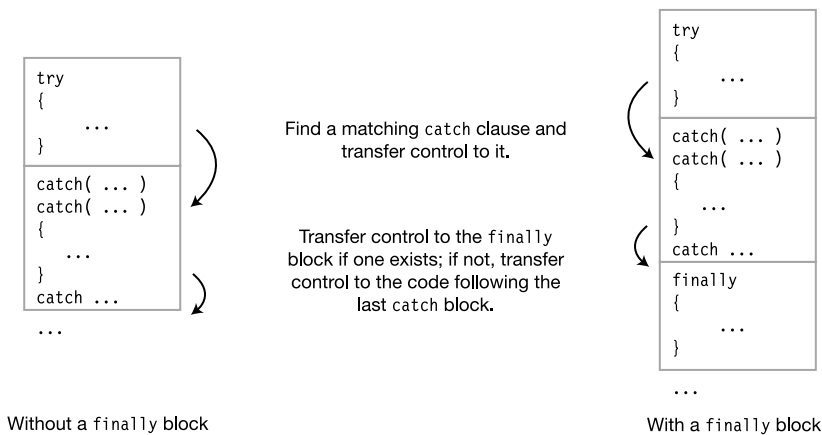 try
{
...
}
catch( ... )
catch( ... )
{
...
}
catch ...
...
Without a finally block
Find a matching catch clause and
transfer control to it.
Transfer control to the finally
block if one exists; if not, transfer
control to the code following the
last catch block.
try
{
...
}
catch( ... )
catch( ... )
{
...
}
catch ...
finally
{
...
}
...
With a finally block